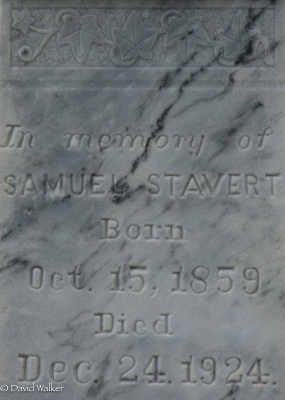 In memory of
SAMUEL STAVERT
Born
Oct. 15, 1859
Died
Dec. 24. 1924.
© David Walker